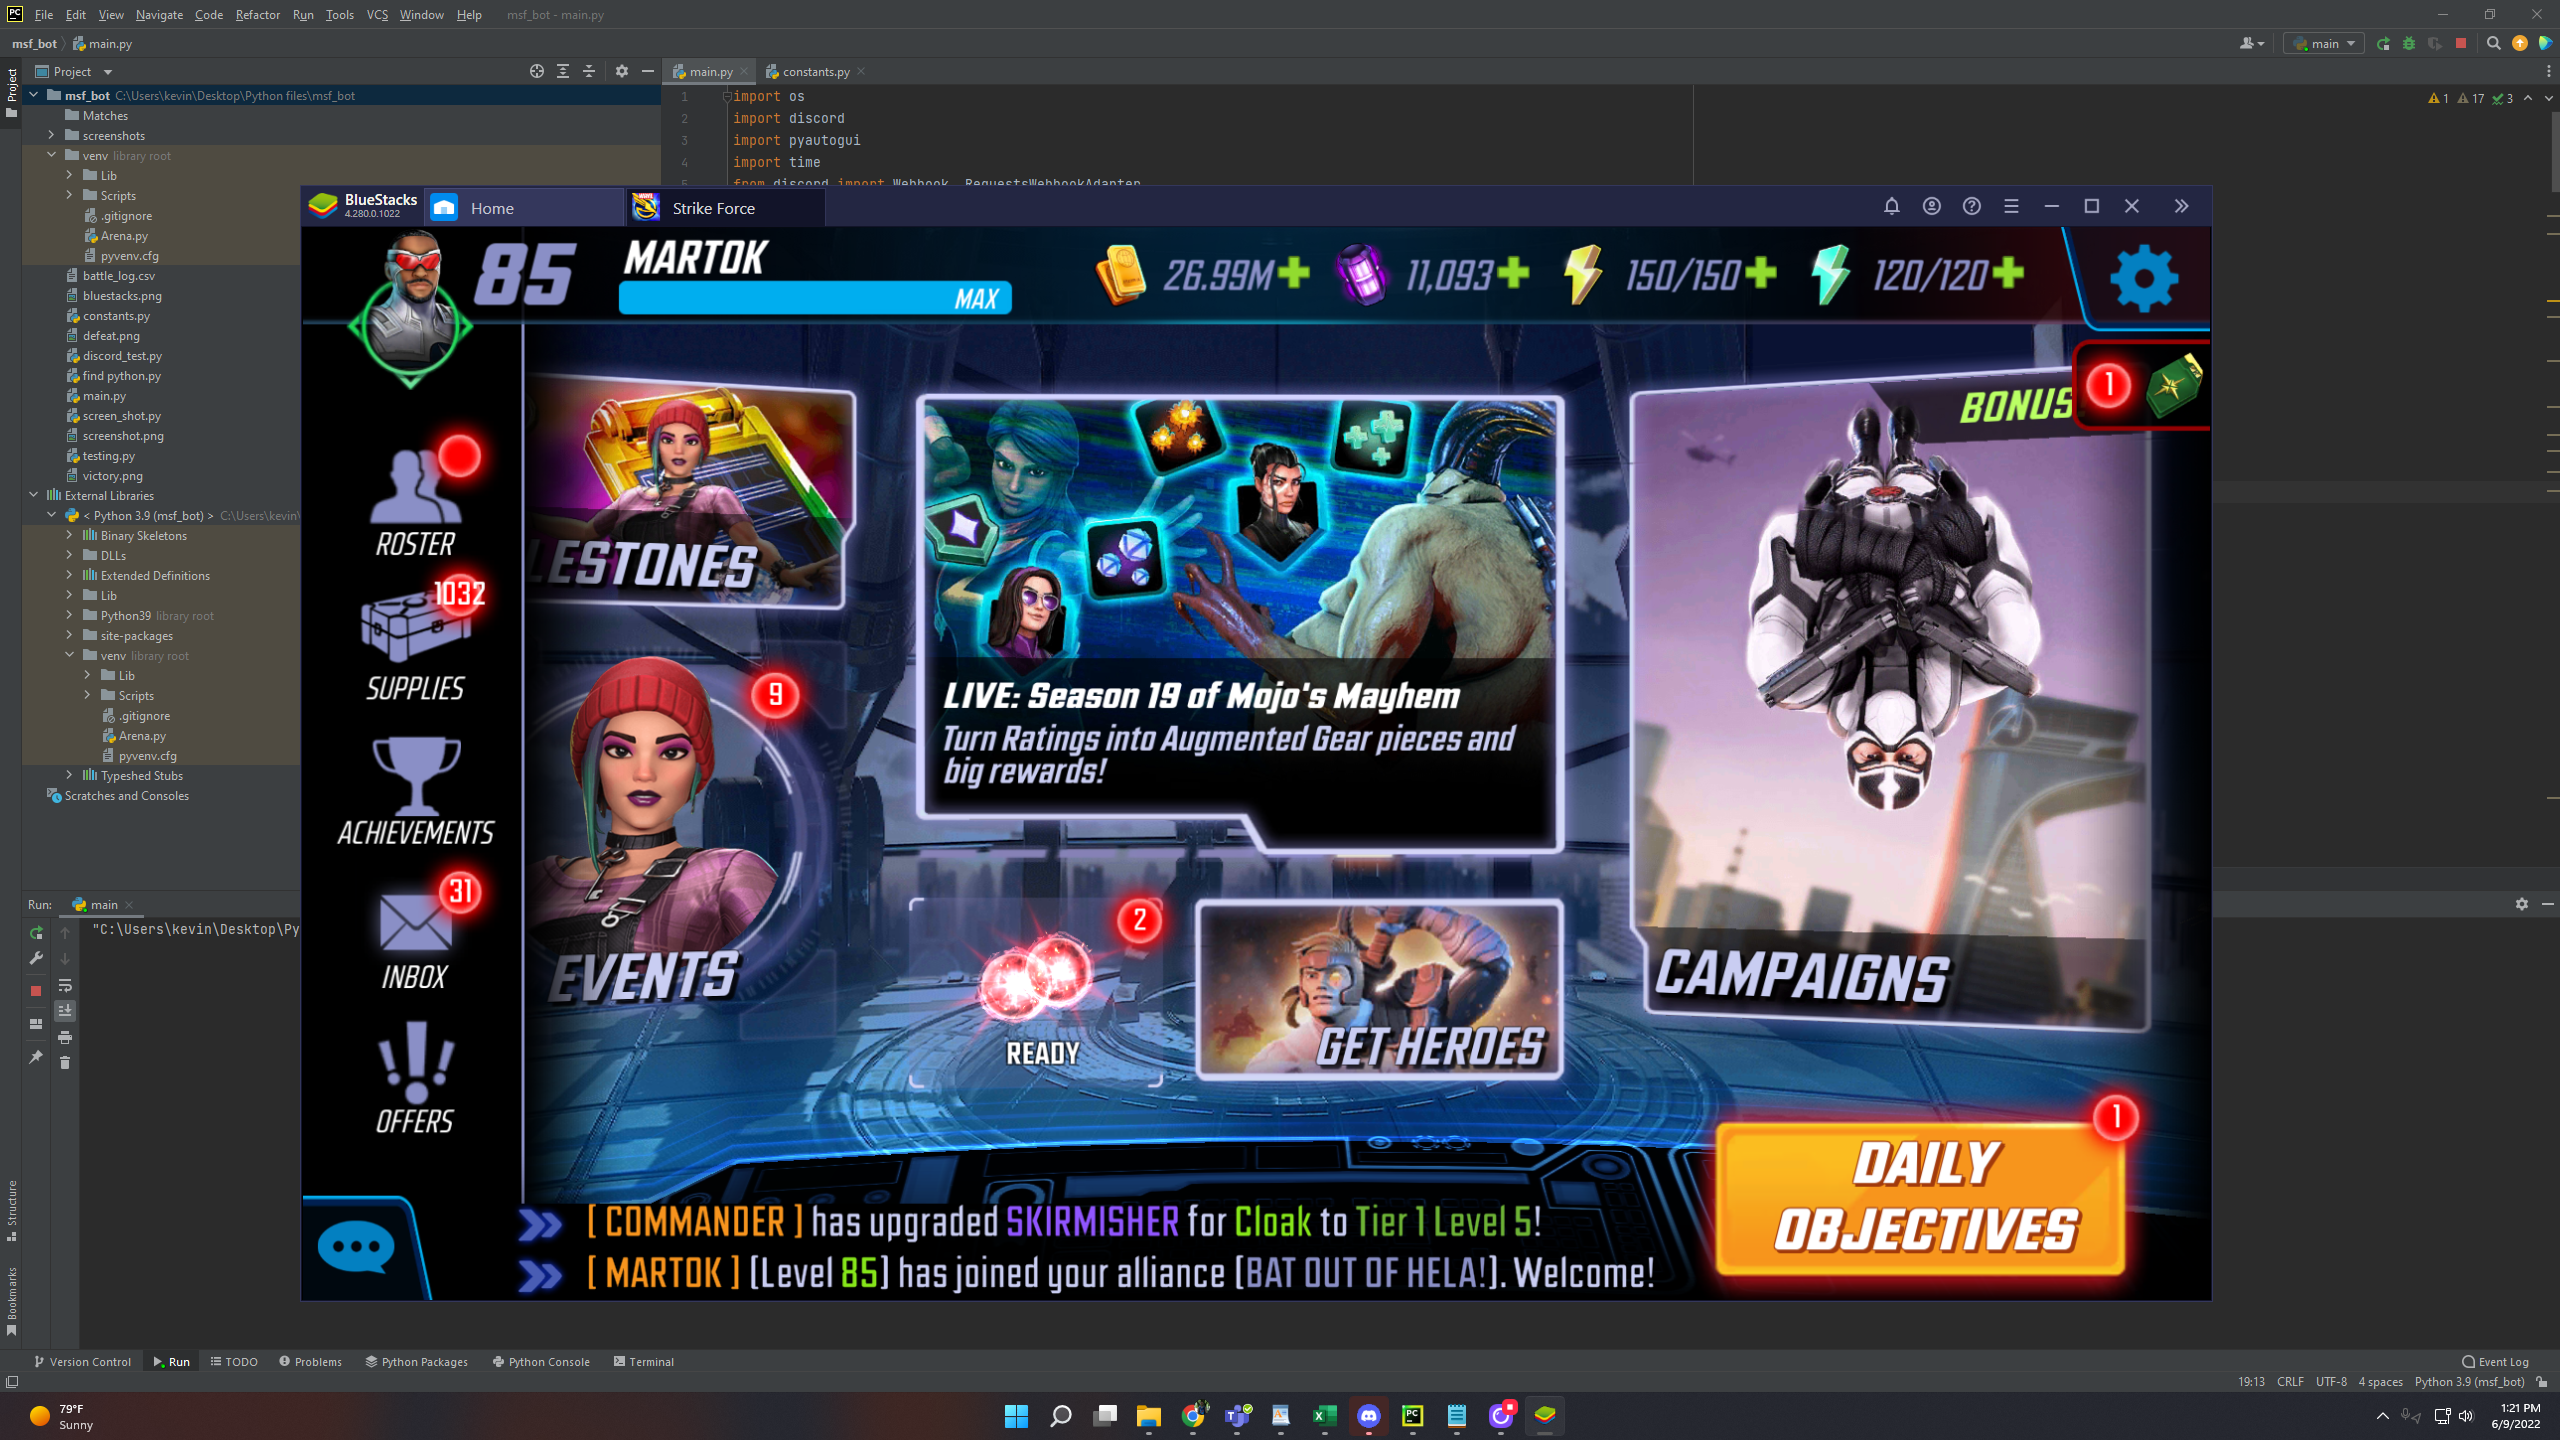 File Edit View Navigate Code Refactor Run Tools VCS Window Help msf_bot - main.py
msf_bot main.py
main
Project
Project
main.py
constants.py
msf_bot C:\Users\kevin\Desktop\Python files\msf_bot
Matches
screenshots
venv library root
Lib
Scripts
.gitignore
Arena.py
pyvenv.cfg
battle_log.csv
bluestacks.png
constants.py
defeat.png
discord_test.py
find python.py
main.py
screen_shot.py
screenshot.png
testing.py
victory.png
External Libraries
< Python 3.9 (msf_bot) > C:\Users\kevin\
Binary Skeletons
DLLs
Extended Definitions
Lib
Python39 library root
site-packages
venv library root
Lib
Scripts
.gitignore
Arena.py
pyvenv.cfg
Typeshed Stubs
Scratches and Consoles
1 import os
2 import discord
3 import pyautogui
4 import time
5 from discord import Webhook, RequestsWebhookAdapter
1 17 3
BlueStacks
4.280.0.1022
Home
Strike Force
85
MARTOK
MAX
26.99M
11,093
150/150
120/120
ROSTER
1032
SUPPLIES
ACHIEVEMENTS
31
INBOX
OFFERS
LESTONES
9
EVENTS
LIVE: Season 19 of Mojo's Mayhem
Turn Ratings into Augmented Gear pieces and
big rewards!
2
READY
GET HEROES
BONUS
1
CAMPAIGNS
1
DAILY
OBJECTIVES
[ COMMANDER ] has upgraded SKIRMISHER for Cloak to Tier 1 Level 5!
[ MARTOK ] [Level 85] has joined your alliance [BAT OUT OF HELA!]. Welcome!
Run: main
"C:\Users\kevin\Desktop\Py
Structure
Bookmarks
Version Control Run TODO Problems Python Packages Python Console Terminal
Event Log
19:13 CRLF UTF-8 4 spaces Python 3.9 (msf_bot)
79°F
Sunny
1:21 PM
6/9/2022